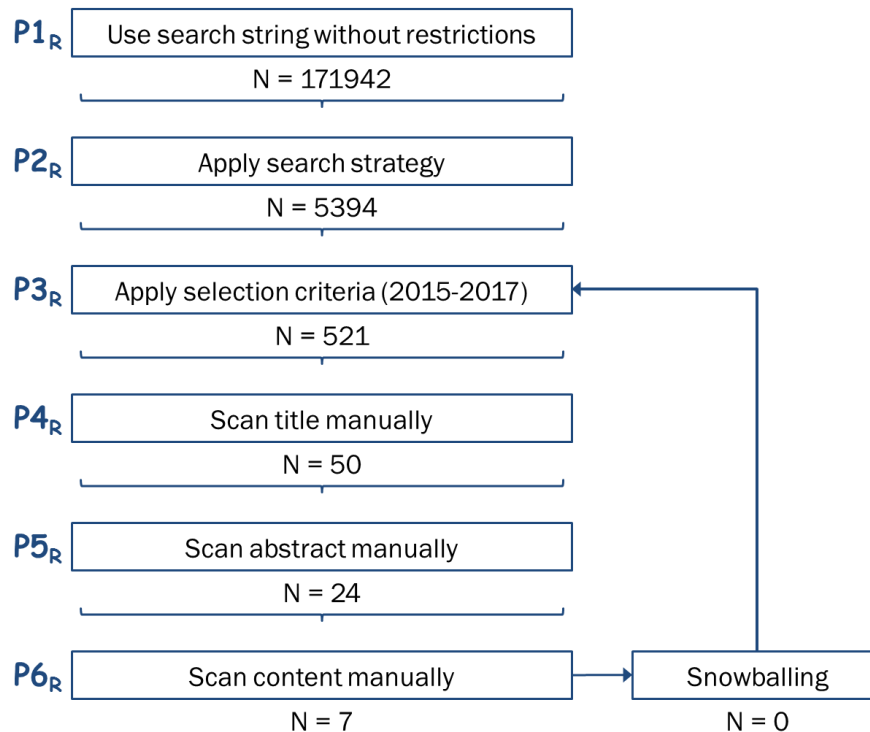 P1R Use search string without restrictions
N = 171942
P2R Apply search strategy
N = 5394
P3R Apply selection criteria (2015-2017)
N = 521
P4R Scan title manually
N = 50
P5R Scan abstract manually
N = 24
P6R Scan content manually Snowballing
N = 7 N = 0